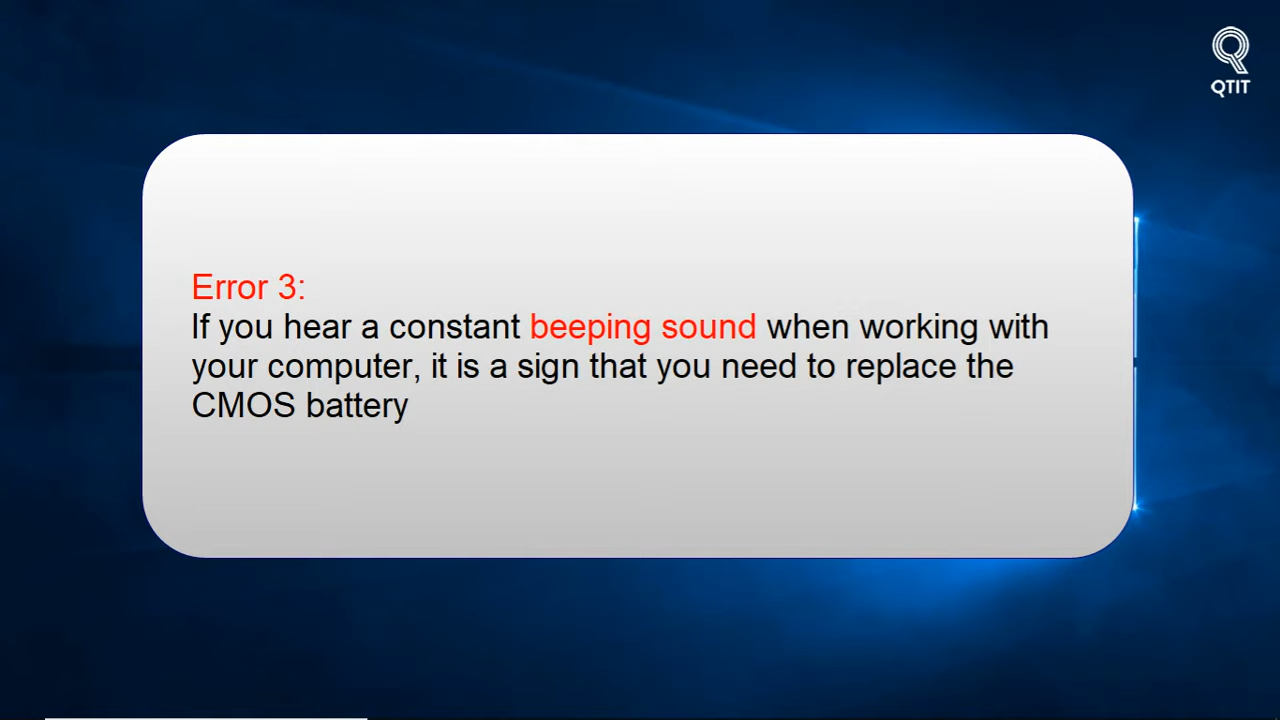 QTIT
Error 3:
If you hear a constant beeping sound when working with
your computer, it is a sign that you need to replace the
CMOS battery